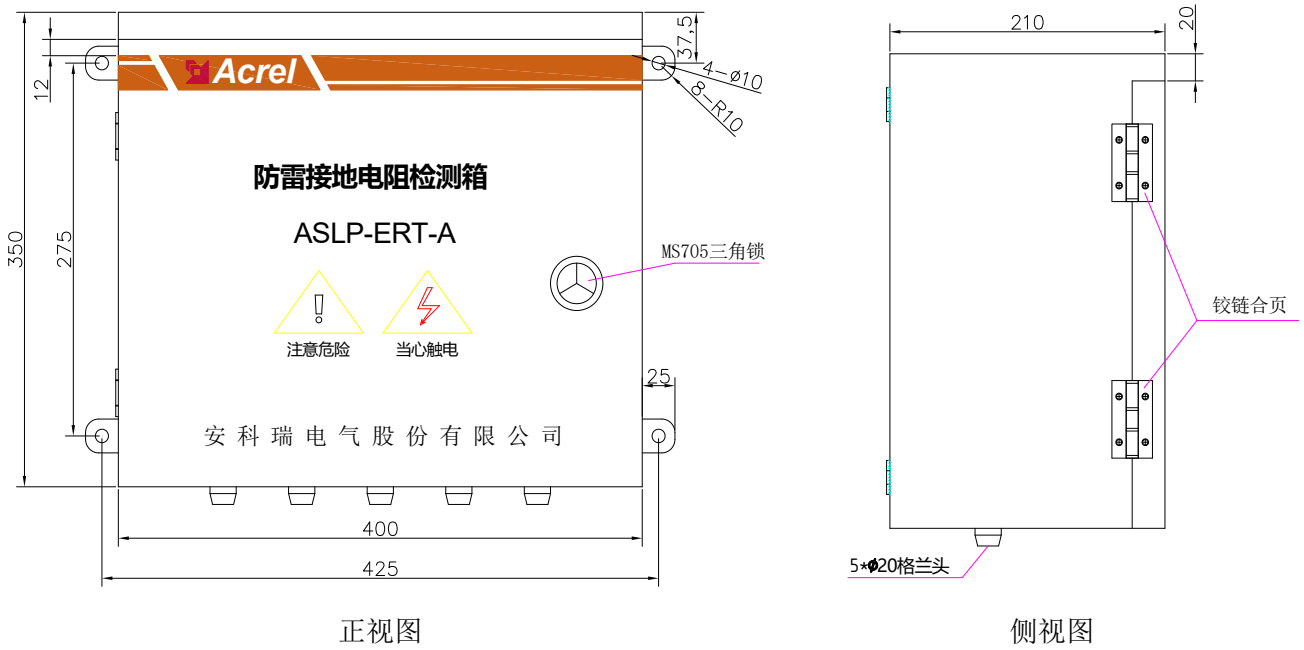 210
20
37,5
12
Acrel
4-ø10
8-R10
防雷接地电阻检测箱
ASLP-ERT-A
350
275
MS705三角锁
铰链合页
注意危险
当心触电
25
安科瑞电气股份有限公司
400
425
5*ø20格兰头
正视图
侧视图